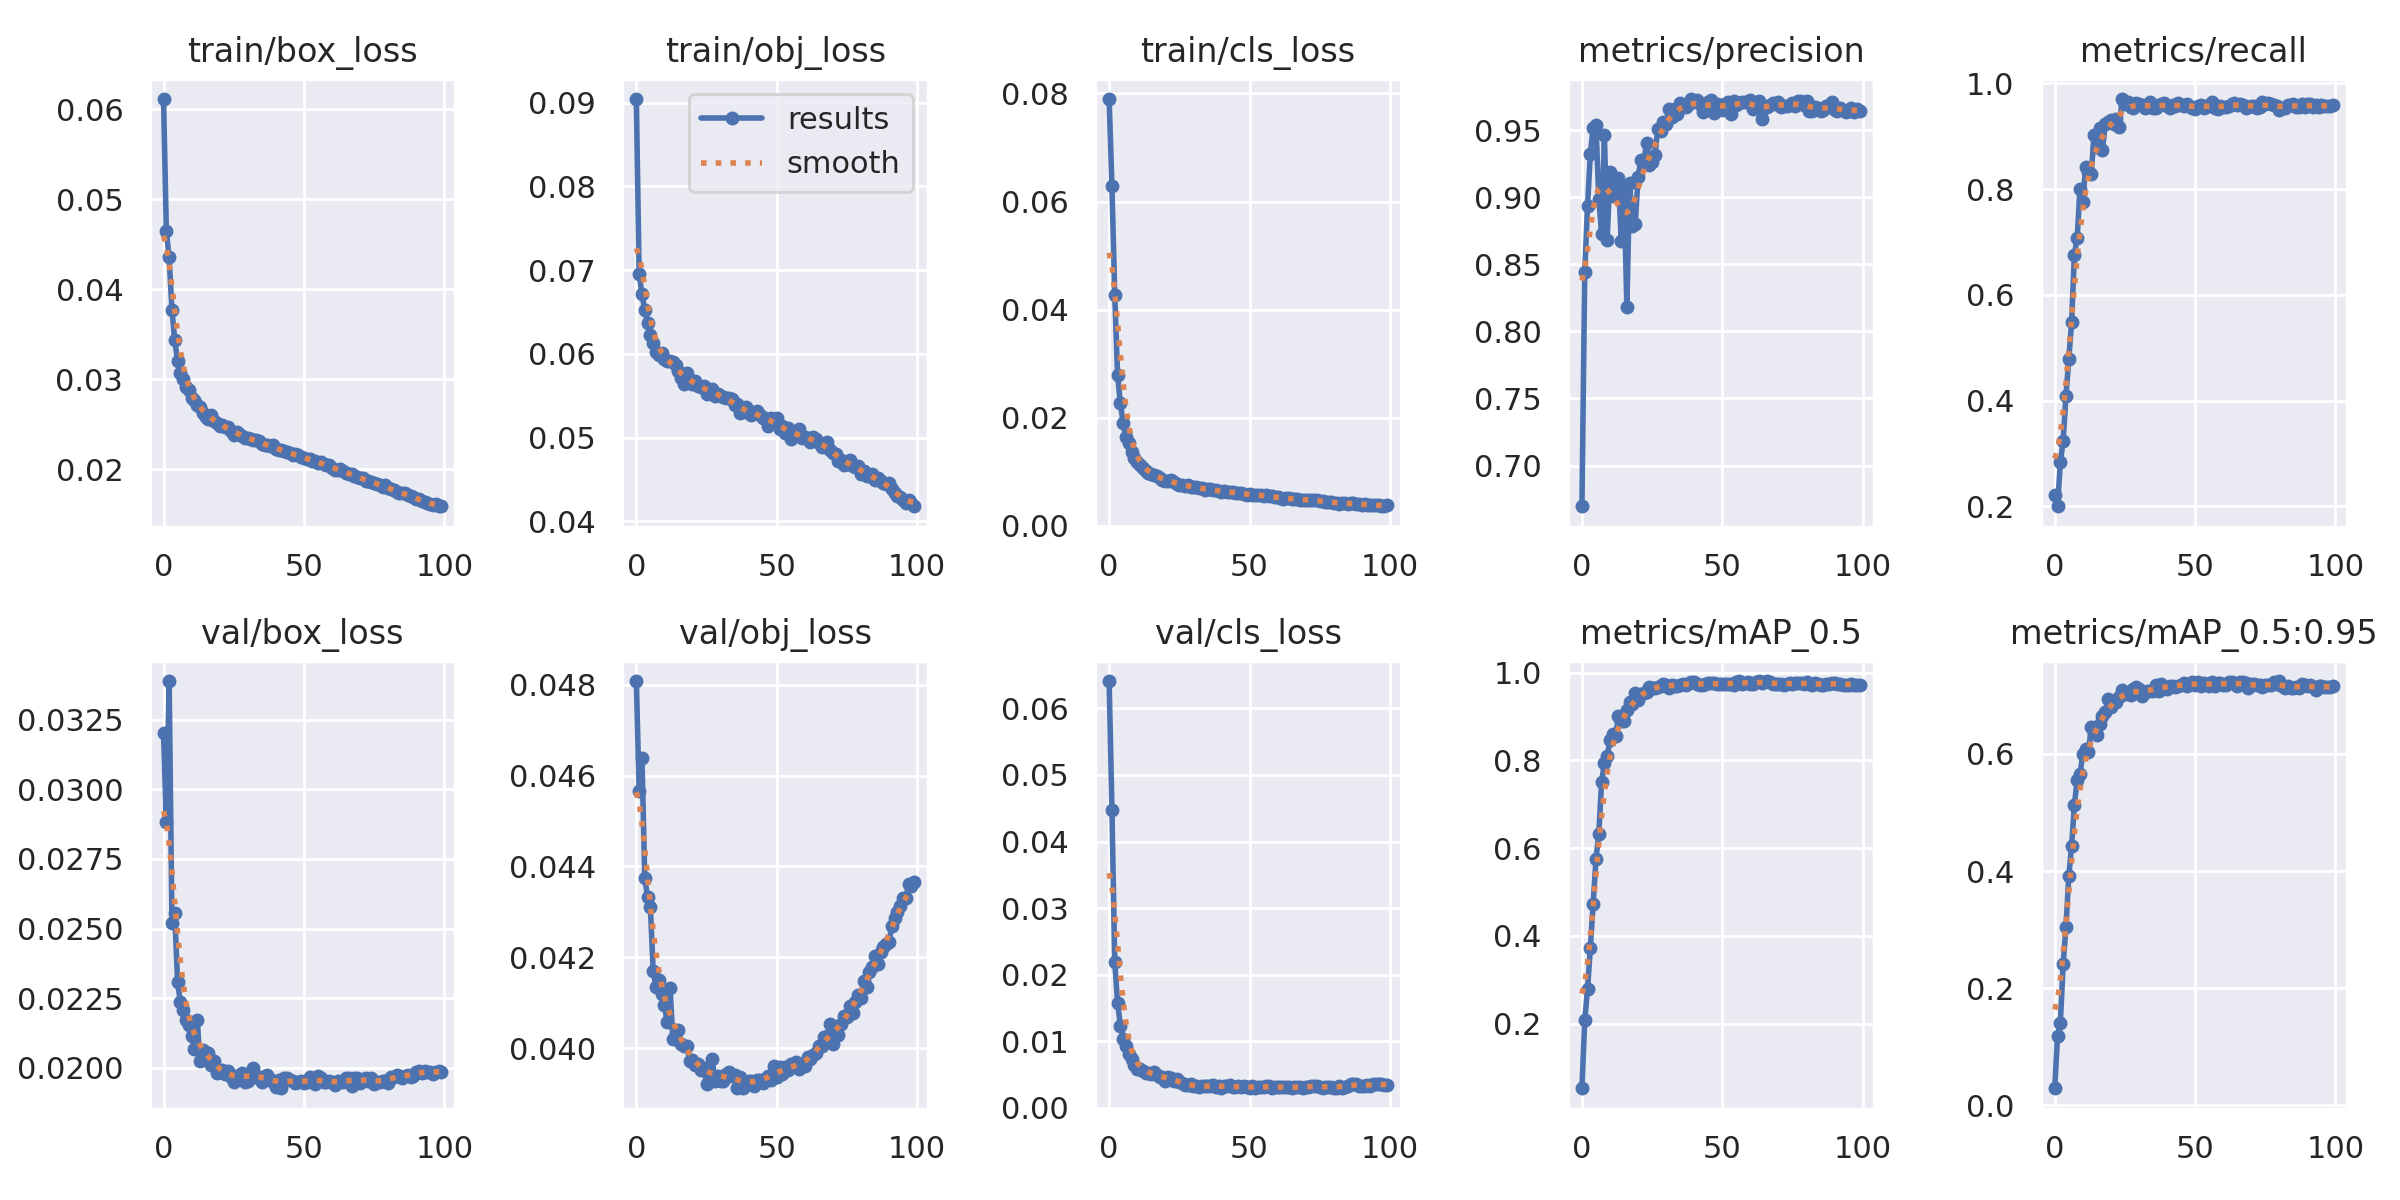 train/box_loss
0.06
0.05
0.04
0.03
0.02
0 50 100
train/obj_loss
results
smooth
0.09
0.08
0.07
0.06
0.05
0.04
0 50 100
train/cls_loss
0.08
0.06
0.04
0.02
0.00
0 50 100
metrics/precision
0.95
0.90
0.85
0.80
0.75
0.70
0 50 100
metrics/recall
1.0
0.8
0.6
0.4
0.2
0 50 100
val/box_loss
0.0325
0.0300
0.0275
0.0250
0.0225
0.0200
0 50 100
val/obj_loss
0.048
0.046
0.044
0.042
0.040
0 50 100
val/cls_loss
0.06
0.05
0.04
0.03
0.02
0.01
0.00
0 50 100
metrics/mAP_0.5
1.0
0.8
0.6
0.4
0.2
0 50 100
metrics/mAP_0.5:0.95
0.6
0.4
0.2
0.0
0 50 100